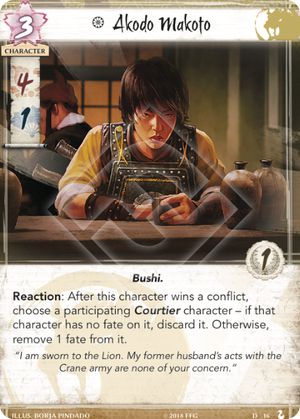 3
Akodo Makoto
CHARACTER
4
1
1
Bushi.
Reaction: After this character wins a conflict,
choose a participating Courtier character – if that
character has no fate on it, discard it. Otherwise,
remove 1 fate from it.
“I am sworn to the Lion. My former husband’s acts with the
Crane army are none of your concern.”
ILLUS. BORJA PINDADO
© 2018 FFG
D 16